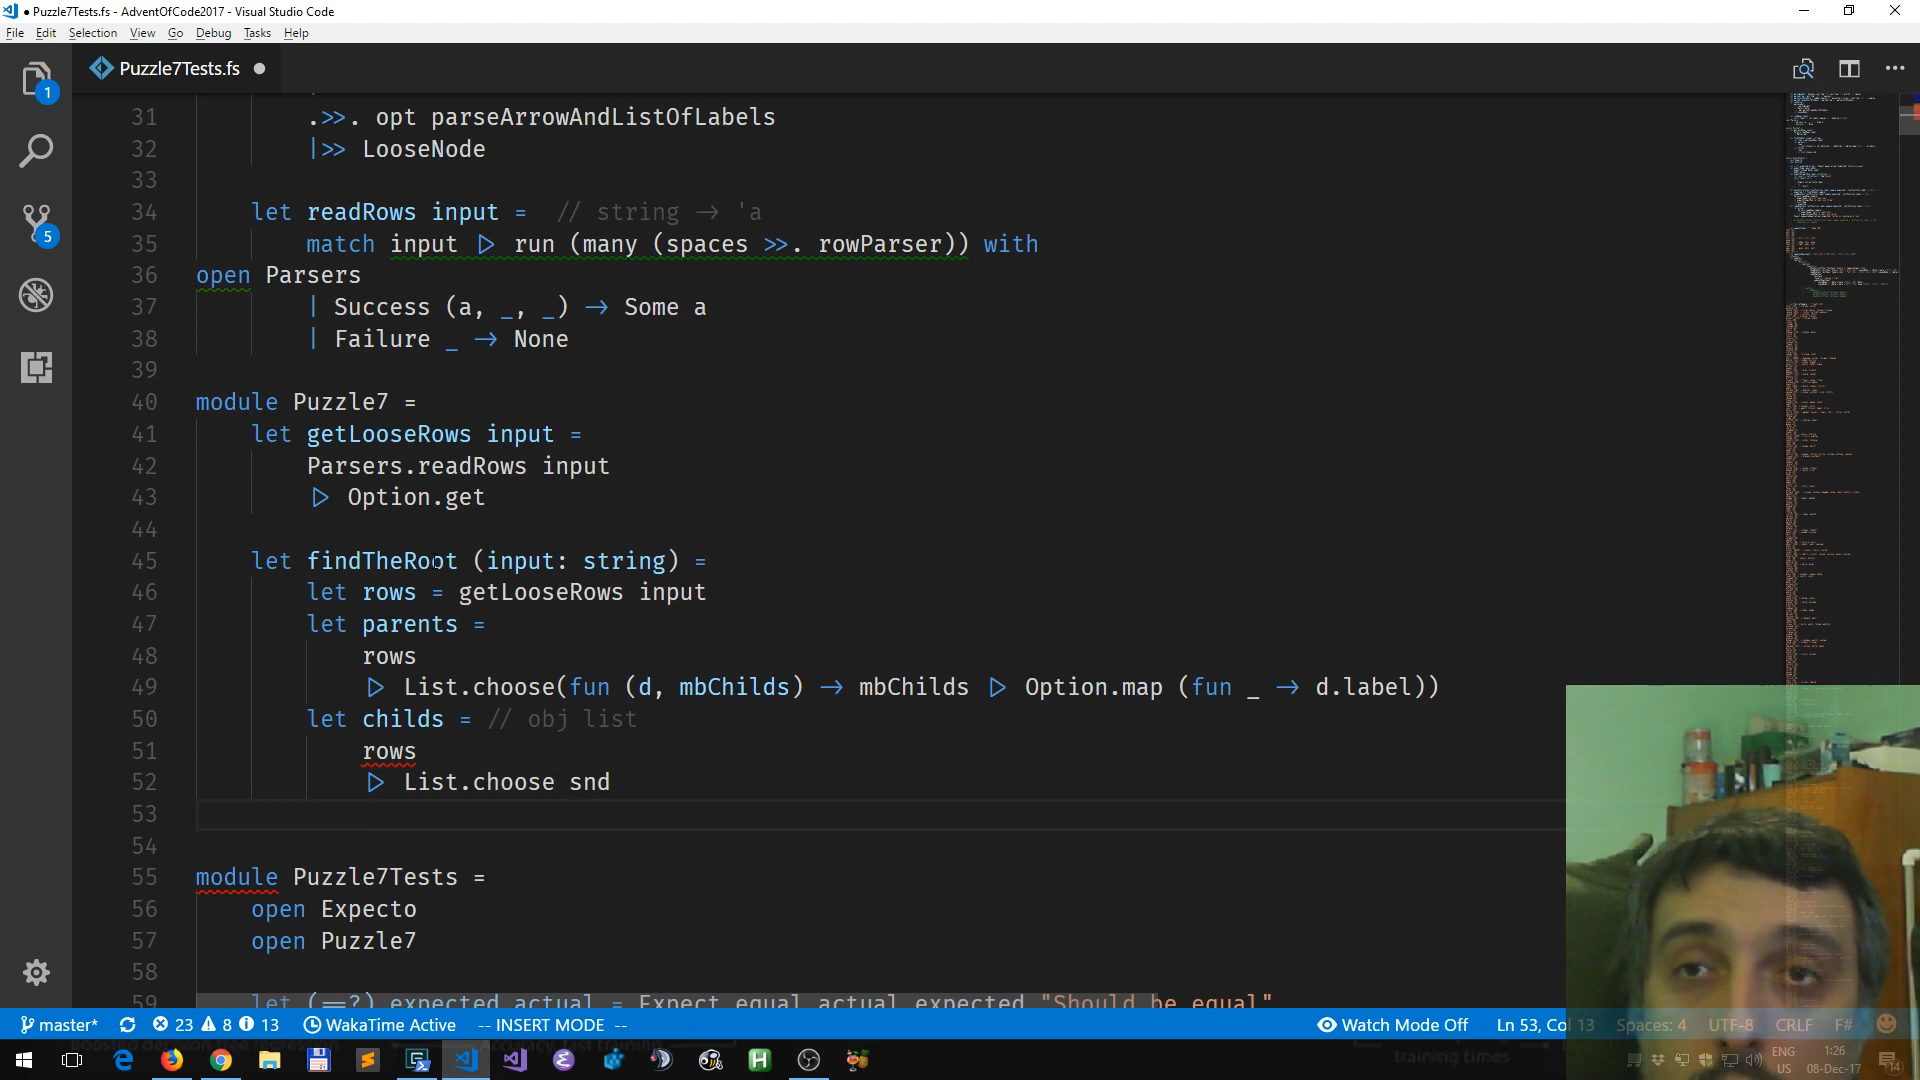 ● Puzzle7Tests.fs - AdventOfCode2017 - Visual Studio Code
File Edit Selection View Go Debug Tasks Help
1
Puzzle7Tests.fs ●
31 .>>. opt parseArrowAndListOfLabels
32 |>> LooseNode
33
34 let readRows input = // string -> 'a
35 match input ▷ run (many (spaces >>. rowParser)) with
36 open Parsers
37 | Success (a, _, _) -> Some a
38 | Failure _ -> None
39
40 module Puzzle7 =
41 let getLooseRows input =
42 Parsers.readRows input
43 ▷ Option.get
44
45 let findTheRoot (input: string) =
46 let rows = getLooseRows input
47 let parents =
48 rows
49 ▷ List.choose(fun (d, mbChilds) -> mbChilds ▷ Option.map (fun _ -> d.label))
50 let childs = // obj list
51 rows
52 ▷ List.choose snd
53
54
55 module Puzzle7Tests =
56 open Expecto
57 open Puzzle7
58
59 let (==?) expected actual = Expect.equal actual expected "Should be equal"
5
master* 23 8 13 WakaTime Active -- INSERT MODE -- Watch Mode Off Ln 53, Col 13 Spaces: 4 UTF-8 CRLF F#
training times
ENG
US
1:26
08-Dec-17
14